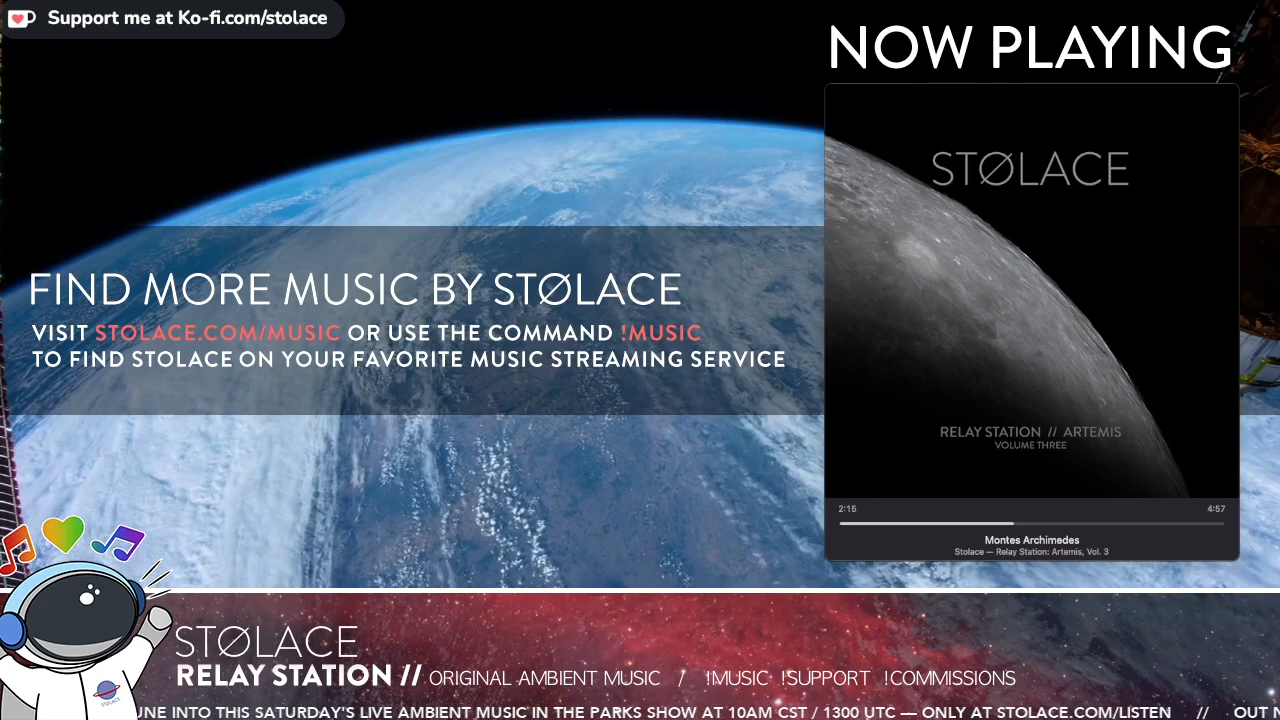 Support me at Ko-fi.com/stolace
NOW PLAYING
STØLACE
RELAY STATION // ARTEMIS
VOLUME THREE
2:15 4:57
Montes Archimedes
Stolace — Relay Station: Artemis, Vol. 3
FIND MORE MUSIC BY STØLACE
VISIT STOLACE.COM/MUSIC OR USE THE COMMAND !MUSIC
TO FIND STOLACE ON YOUR FAVORITE MUSIC STREAMING SERVICE
STØLACE
RELAY STATION // ORIGINAL AMBIENT MUSIC / !MUSIC !SUPPORT !COMMISSIONS
STØLACE
UNE INTO THIS SATURDAY'S LIVE AMBIENT MUSIC IN THE PARKS SHOW AT 10AM CST / 1300 UTC — ONLY AT STOLACE.COM/LISTEN // OUT